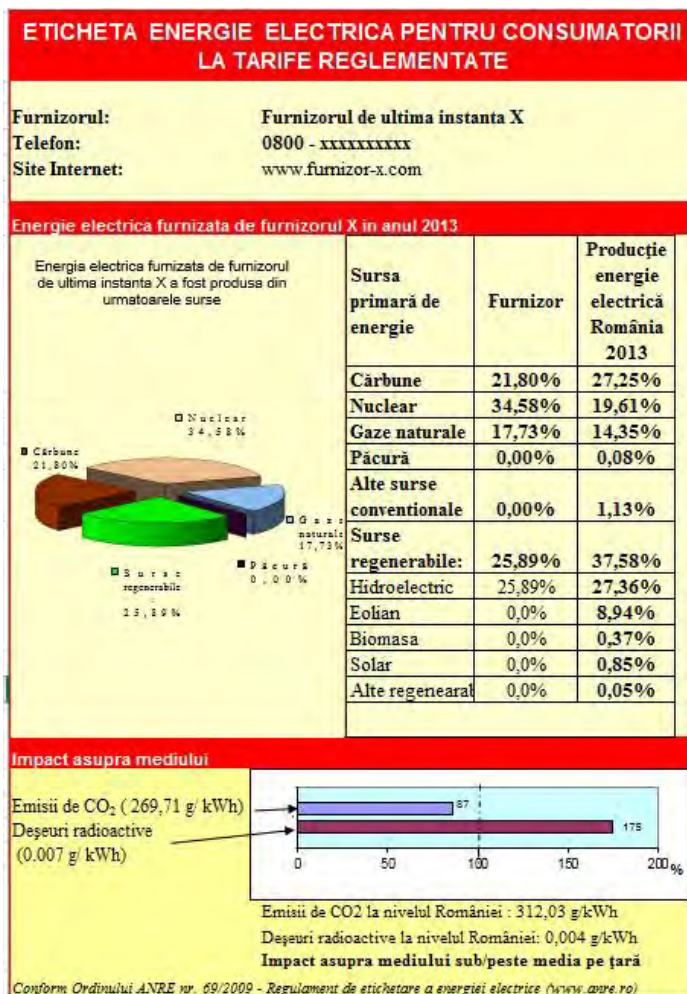 ETICHETA ENERGIE ELECTRICA PENTRU CONSUMATORII
LA TARIFE REGLEMENTATE
Furnizorul: Furnizorul de ultima instanta X
Telefon: 0800 - xxxxxxxxxx
Site Internet: www.furnizor-x.com
Energie electrica furnizata de furnizorul X in anul 2013
Energia electrica furnizata de furnizorul
de ultima instanta X a fost produsa din
urmatoarele surse
Nuclear
34,58%
Cărbune
21,80%
Gaze
naturale
17,73%
Păcură
0,00%
Surse
regenerabile
25,89%
Sursa
primară de
energie
Furnizor
Producţie
energie
electrică
România
2013
Cărbune 21,80% 27,25%
Nuclear 34,58% 19,61%
Gaze naturale 17,73% 14,35%
Păcură 0,00% 0,08%
Alte surse
conventionale 0,00% 1,13%
Surse
regenerabile: 25,89% 37,58%
Hidroelectric 25,89% 27,36%
Eolian 0,0% 8,94%
Biomasa 0,0% 0,37%
Solar 0,0% 0,85%
Alte regenearat 0,0% 0,05%
Impact asupra mediului
Emisii de CO₂ ( 269,71 g/ kWh)
Deşeuri radioactive
(0.007 g/ kWh)
87
175
0 50 100 150 200 %
Emisii de CO2 la nivelul României : 312,03 g/kWh
Deşeuri radioactive la nivelul României: 0,004 g/kWh
Impact asupra mediului sub/peste media pe ţară
Conform Ordinului ANRE nr. 69/2009 - Regulament de etichetare a energiei electrice (www.anre.ro)